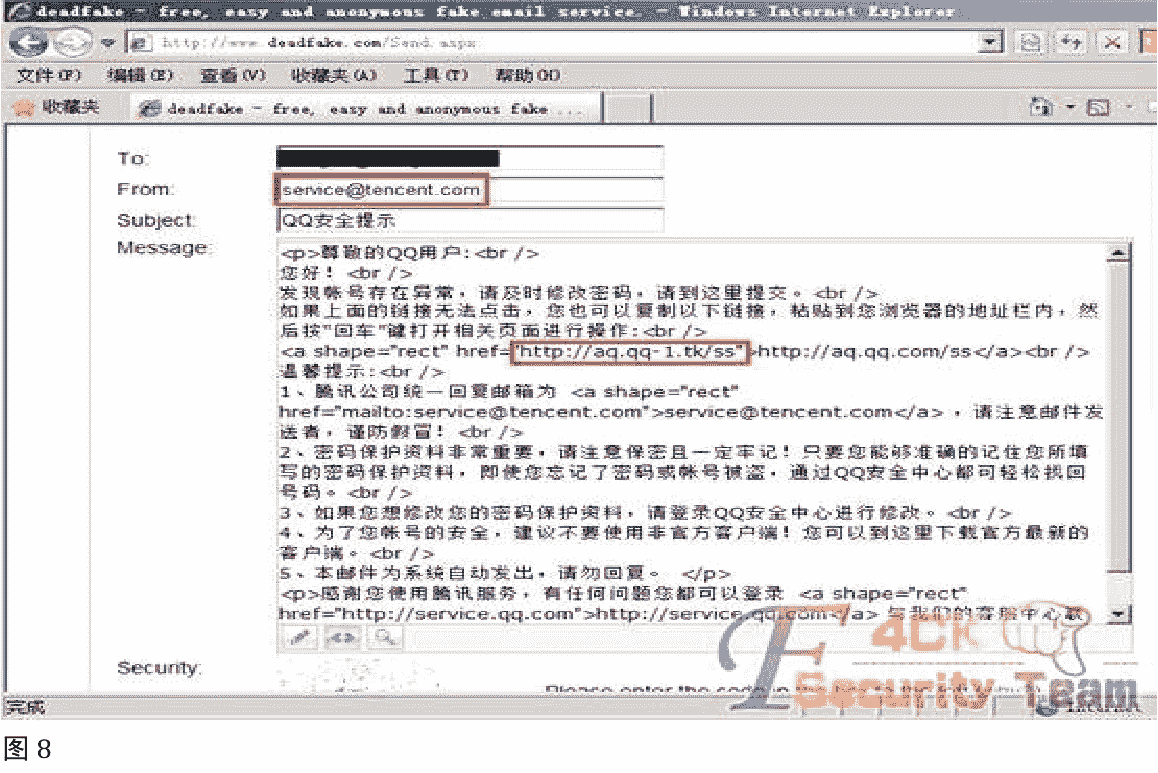 deadfake - free, easy and anonymous fake email service. - Windows Internet Explorer
http://www.deadfake.com/Send.aspx
文件(F) 编辑(E) 查看(V) 收藏夹(A) 工具(T) 帮助(H)
收藏夹 deadfake - free, easy and anonymous fake ...
To:
From: service@tencent.com
Subject: QQ安全提示
Message:
<p>尊敬的QQ用户:<br />
您好！<br />
发现帐号存在异常，请及时修改密码，请到这里提交。<br />
如果上面的链接无法点击，您也可以复制以下链接，粘贴到您浏览器的地址栏内，然
后按"回车"键打开相关页面进行操作:<br />
<a shape="rect" href="http://aq.qq-1.tk/ss">http://aq.qq.com/ss</a><br />
温馨提示:<br />
1、腾讯公司统一回复邮箱为 <a shape="rect"
href="mailto:service@tencent.com">service@tencent.com</a>，请注意邮件发
送者，谨防假冒！<br />
2、密码保护资料非常重要，请注意保密且一定牢记！只要您能够准确的记住您所填
写的密码保护资料，即使您忘记了密码或帐号被盗，通过QQ安全中心都可轻松找回
号码。<br />
3、如果您想修改您的密码保护资料，请登录QQ安全中心进行修改。<br />
4、为了您帐号的安全，建议不要使用非官方客户端！您可以到这里下载官方最新的
客户端。<br />
5、本邮件为系统自动发出，请勿回复。 </p>
<p>感谢您使用腾讯服务，有任何问题您都可以登录 <a shape="rect"
href="http://service.qq.com">http://service.qq.com</a> 与我们的客服中心联
Security:
Please enter the code in the
F4CK
Security Team
完成
图 8